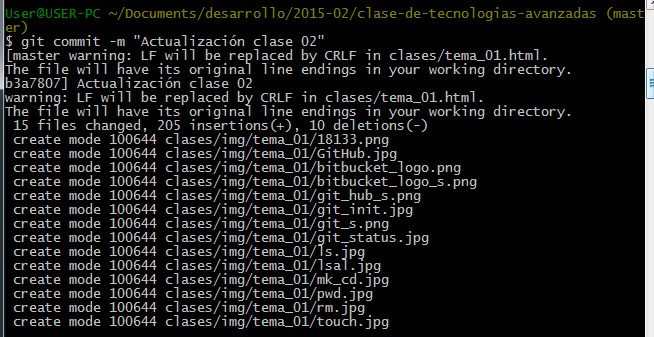 User@USER-PC ~/Documents/desarrollo/2015-02/clase-de-tecnologias-avanzadas (mast
er)
$ git commit -m "Actualización clase 02"
[master warning: LF will be replaced by CRLF in clases/tema_01.html.
The file will have its original line endings in your working directory.
b3a7807] Actualización clase 02
warning: LF will be replaced by CRLF in clases/tema_01.html.
The file will have its original line endings in your working directory.
 15 files changed, 205 insertions(+), 10 deletions(-)
 create mode 100644 clases/img/tema_01/18133.png
 create mode 100644 clases/img/tema_01/GitHub.jpg
 create mode 100644 clases/img/tema_01/bitbucket_logo.png
 create mode 100644 clases/img/tema_01/bitbucket_logo_s.png
 create mode 100644 clases/img/tema_01/git_hub_s.png
 create mode 100644 clases/img/tema_01/git_init.jpg
 create mode 100644 clases/img/tema_01/git_s.png
 create mode 100644 clases/img/tema_01/git_status.jpg
 create mode 100644 clases/img/tema_01/ls.jpg
 create mode 100644 clases/img/tema_01/lsal.jpg
 create mode 100644 clases/img/tema_01/mk_cd.jpg
 create mode 100644 clases/img/tema_01/pwd.jpg
 create mode 100644 clases/img/tema_01/rm.jpg
 create mode 100644 clases/img/tema_01/touch.jpg